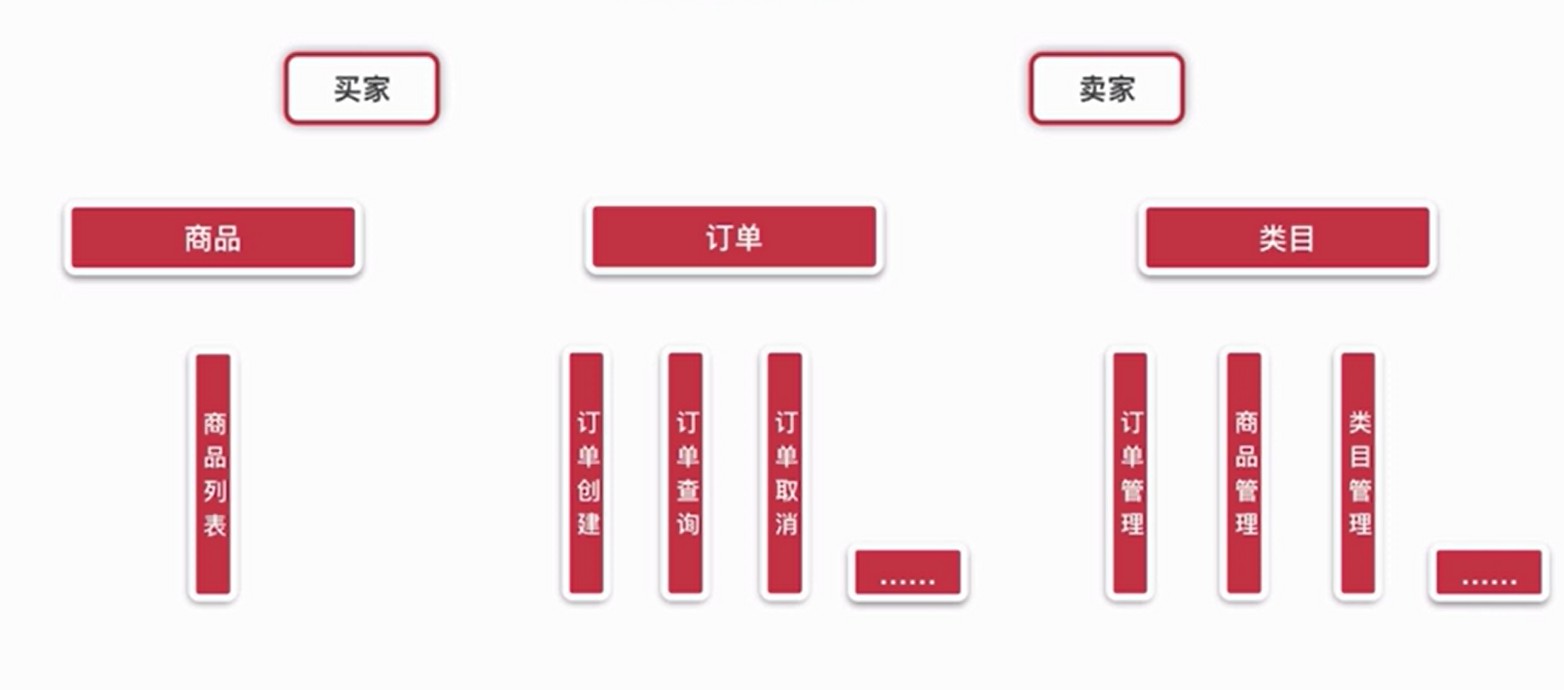 买家
卖家
商品
订单
类目
商品列表
订单创建
订单查询
订单取消
......
订单管理
商品管理
类目管理
......